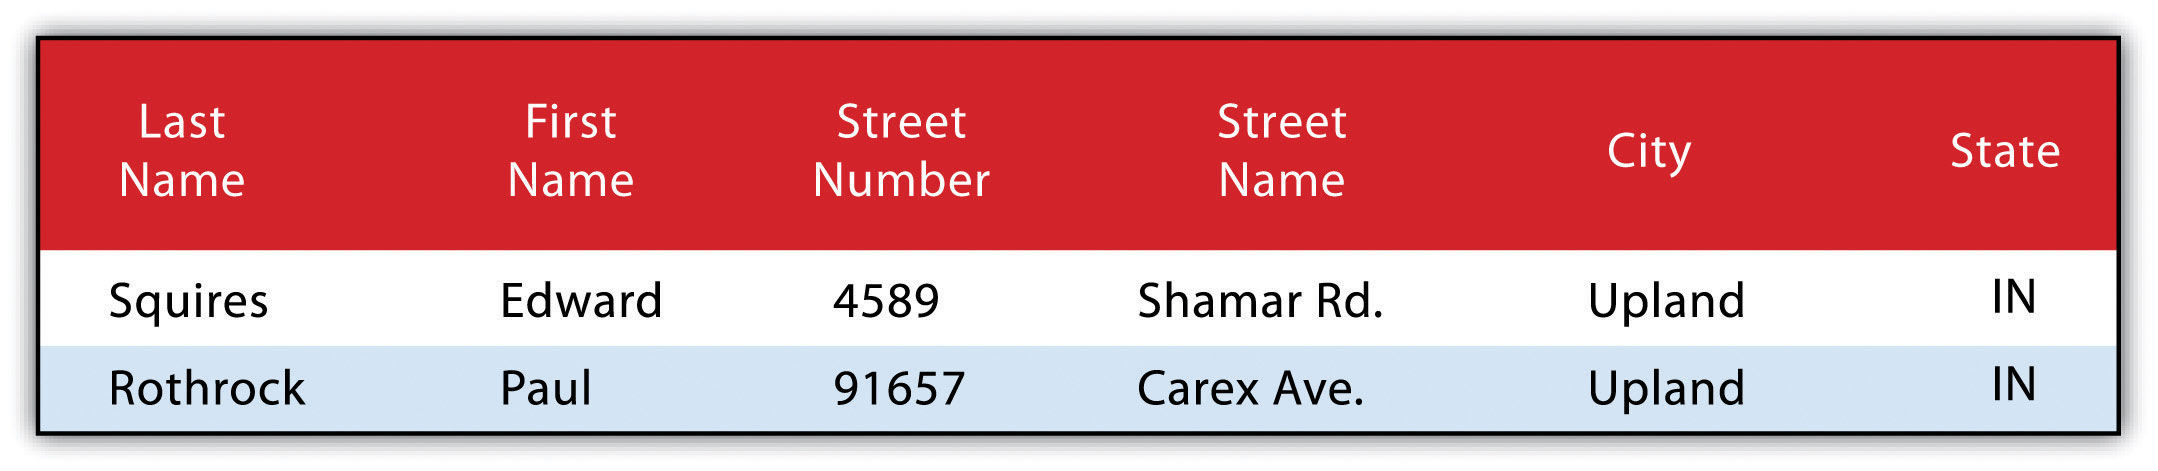 Last Name First Name Street Number Street Name City State
Squires Edward 4589 Shamar Rd. Upland IN
Rothrock Paul 91657 Carex Ave. Upland IN